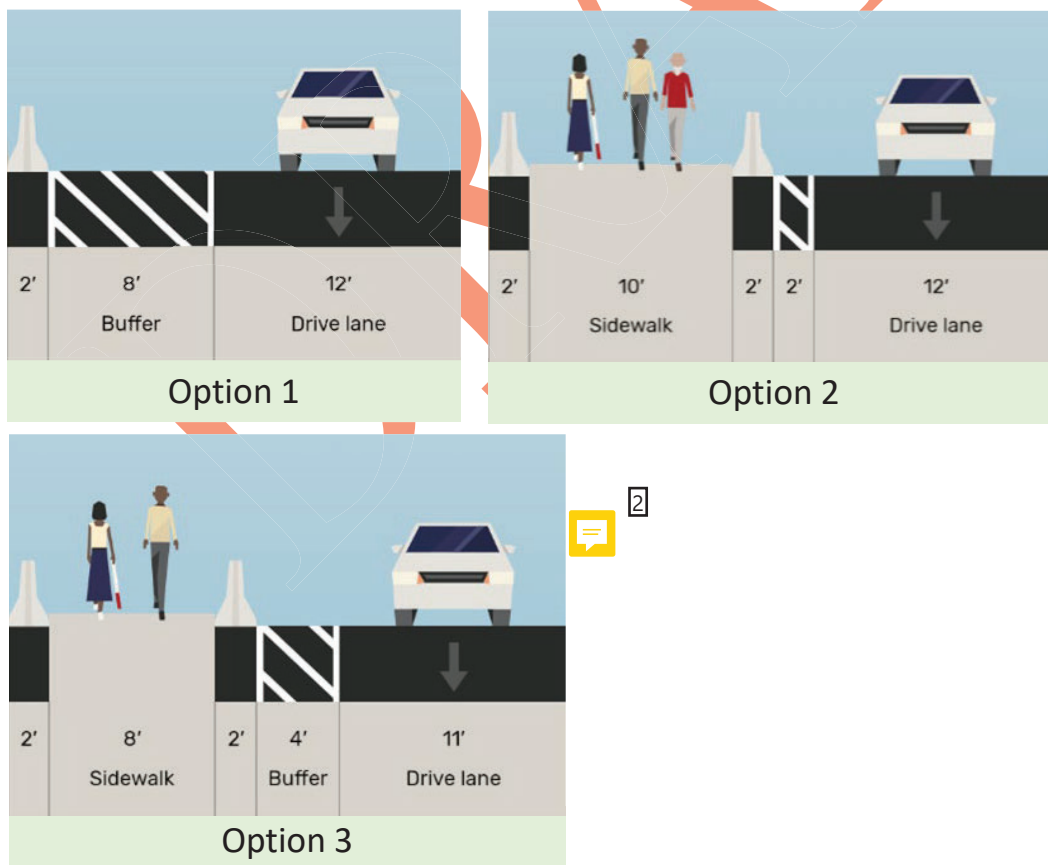 2′ 8′ 12′
Buffer Drive lane
Option 1
2′ 10′ 2′ 2′ 12′
Sidewalk Drive lane
Option 2
2′ 8′ 2′ 4′ 11′
Sidewalk Buffer Drive lane
Option 3
2